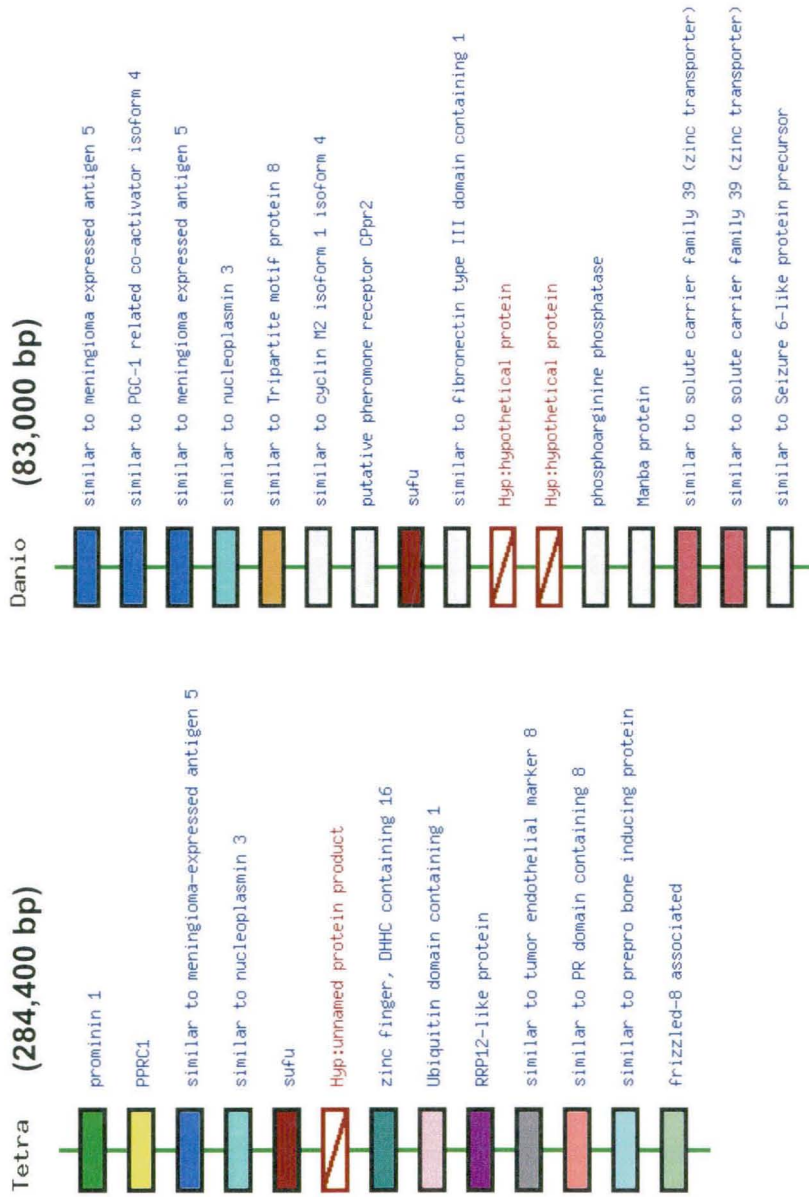 Tetra (284,400 bp)
prominin 1
PPRC1
similar to meningioma-expressed antigen 5
similar to nucleoplasmin 3
sufu
Hyp:unnamed protein product
zinc finger, DHHC containing 16
Ubiquitin domain containing 1
RRP12-like protein
similar to tumor endothelial marker 8
similar to PR domain containing 8
similar to prepro bone inducing protein
frizzled-8 associated
Danio (83,000 bp)
similar to meningioma expressed antigen 5
similar to PGC-1 related co-activator isoform 4
similar to meningioma expressed antigen 5
similar to nucleoplasmin 3
similar to Tripartite motif protein 8
similar to cyclin M2 isoform 1 isoform 4
putative pheromone receptor CPpr2
sufu
similar to fibronectin type III domain containing 1
Hyp:hypothetical protein
Hyp:hypothetical protein
phosphoarginine phosphatase
Manba protein
similar to solute carrier family 39 (zinc transporter)
similar to solute carrier family 39 (zinc transporter)
similar to Seizure 6-like protein precursor